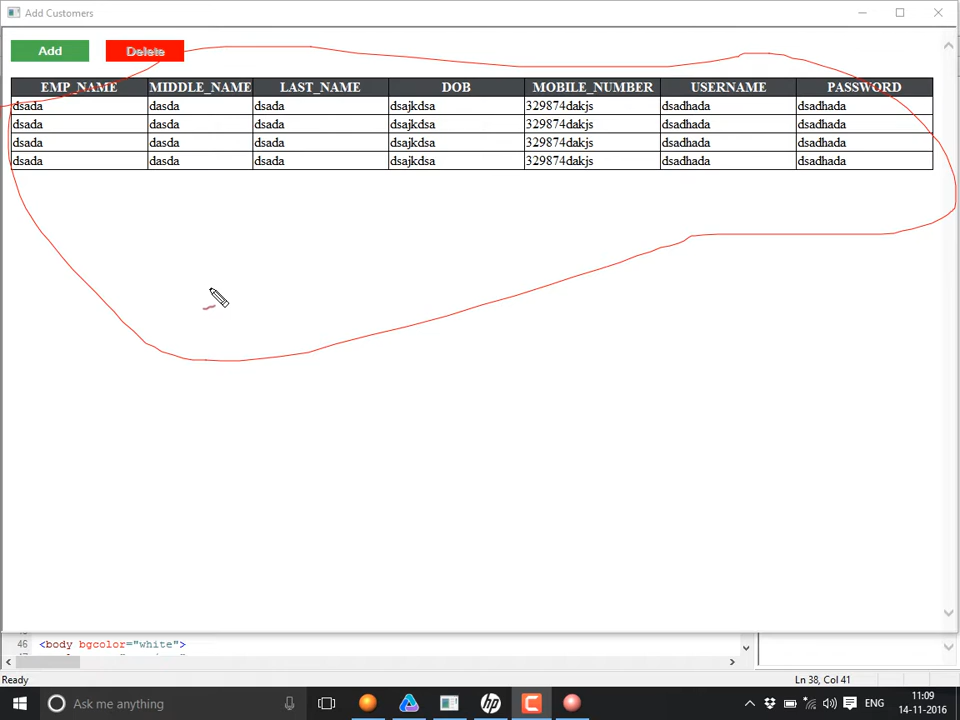 Add Customers
Add Delete
EMP_NAME MIDDLE_NAME LAST_NAME DOB MOBILE_NUMBER USERNAME PASSWORD
dsada dasda dsada dsajkdsa 329874dakjs dsadhada dsadhada
dsada dasda dsada dsajkdsa 329874dakjs dsadhada dsadhada
dsada dasda dsada dsajkdsa 329874dakjs dsadhada dsadhada
dsada dasda dsada dsajkdsa 329874dakjs dsadhada dsadhada
46 <body bgcolor="white">
Ready Ln 38, Col 41
Ask me anything ENG 11:09
14-11-2016